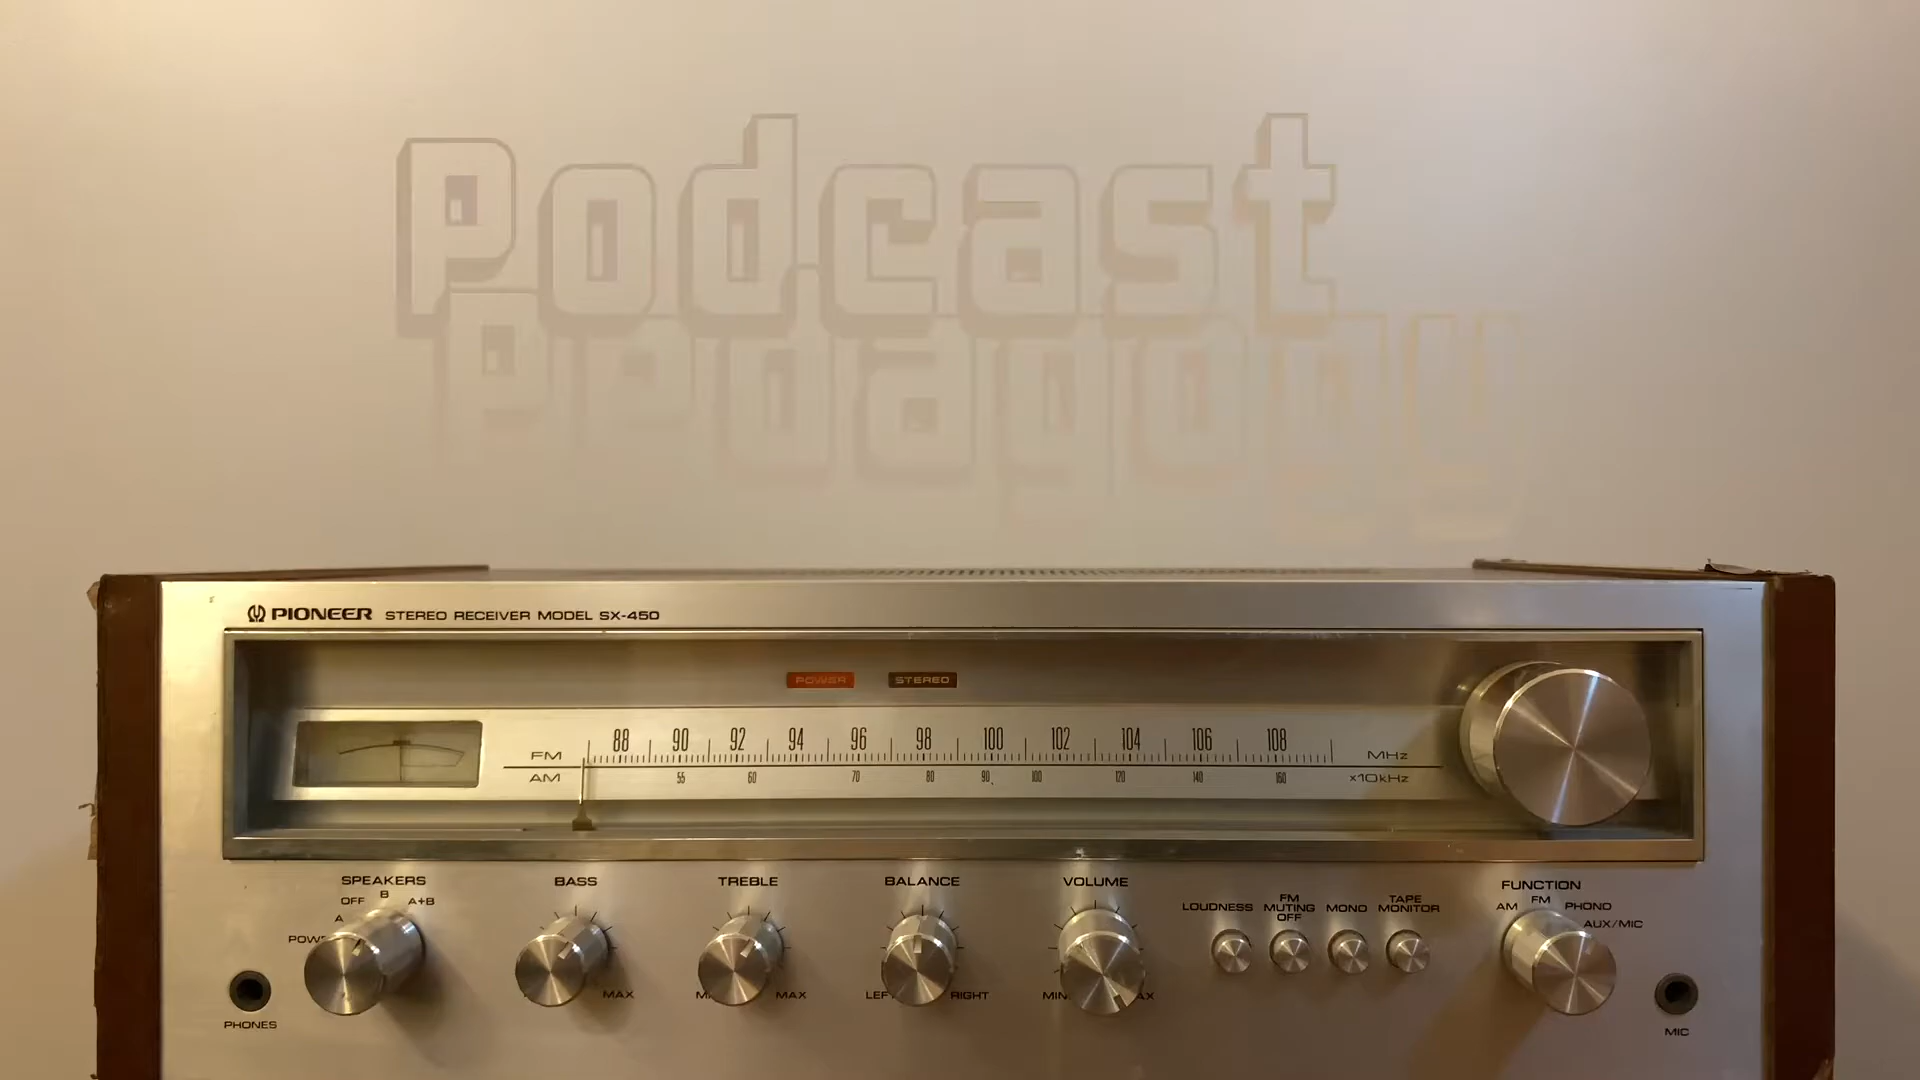 Podcast
Pedagogy
PIONEER STEREO RECEIVER MODEL SX-450
POWER STEREO
88 90 92 94 96 98 100 102 104 106 108
FM MHz
AM 55 60 70 80 90 100 120 140 160 x10kHz
SPEAKERS BASS TREBLE BALANCE VOLUME FUNCTION
OFF B A+B
A
LOUDNESS FM MUTING OFF MONO TAPE MONITOR
AM FM PHONO
AUX/MIC
MAX MAX LEFT RIGHT MIN
PHONES MIC